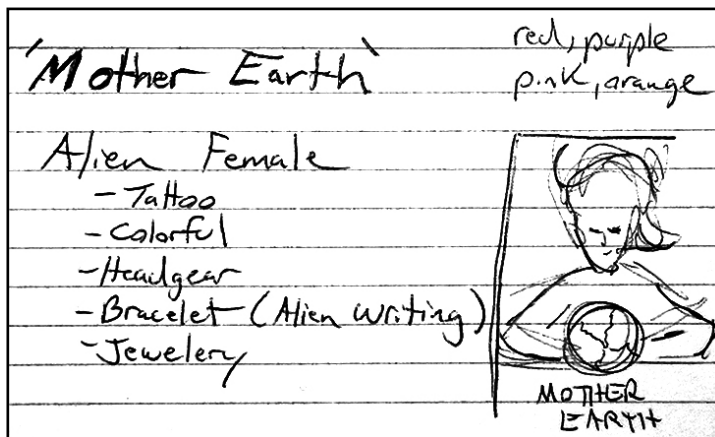 'Mother Earth'
red, purple
pink, orange
Alien Female
- Tattoo
- Colorful
- Headgear
- Bracelet (Alien writing)
- Jewelery
MOTHER
EARTH